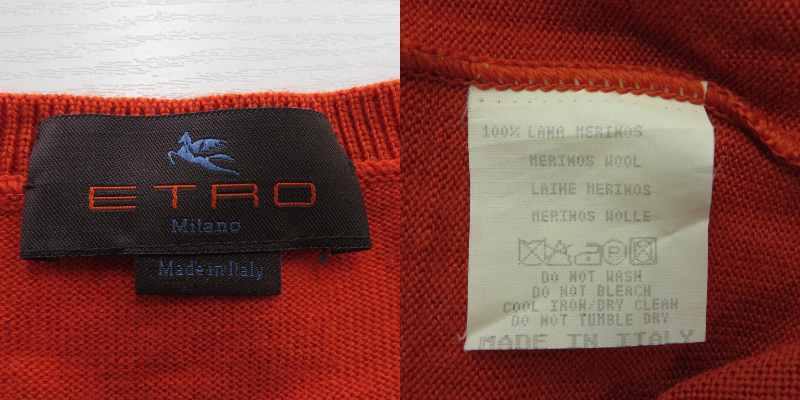 ETRO
Milano
Made in Italy
100% LANA MERINOS
MERINOS WOOL
LAINE MERINOS
MERINOS WOLLE
DO NOT WASH
DO NOT BLEACH
COOL IRON/DRY CLEAN
DO NOT TUMBLE DRY
MADE IN ITALY